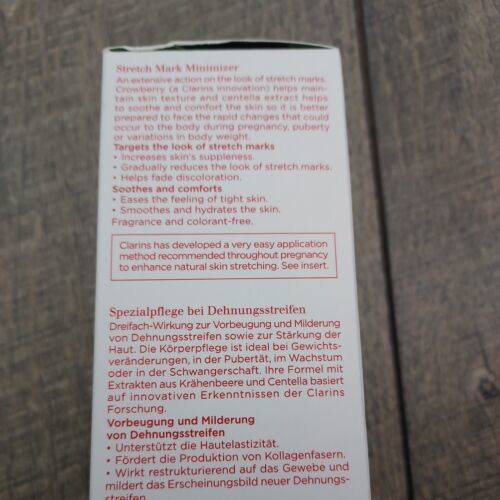 Stretch Mark Minimizer
An extensive action on the look of stretch marks.
Crowberry (a Clarins Innovation) helps main-
tain skin texture and centella extract helps
to soothe and comfort the skin so it is better
prepared to face the rapid changes that could
occur to the body during pregnancy, puberty
or variations in body weight.
Targets the look of stretch marks
• Increases skin's suppleness.
• Gradually reduces the look of stretch marks.
• Helps fade discoloration.
Soothes and comforts
• Eases the feeling of tight skin.
• Smoothes and hydrates the skin.
Fragrance and colorant-free.
Clarins has developed a very easy application
method recommended throughout pregnancy
to enhance natural skin stretching. See insert.
Spezialpflege bei Dehnungsstreifen
Dreifach-Wirkung zur Vorbeugung und Milderung
von Dehnungsstreifen sowie zur Stärkung der
Haut. Die Körperpflege ist ideal bei Gewichts-
veränderungen, in der Pubertät, im Wachstum
oder in der Schwangerschaft. Ihre Formel mit
Extrakten aus Krähenbeere und Centella basiert
auf innovativen Erkenntnissen der Clarins
Forschung.
Vorbeugung und Milderung
von Dehnungsstreifen
• Unterstützt die Hautelastizität.
• Fördert die Produktion von Kollagenfasern.
• Wirkt restrukturierend auf das Gewebe und
mildert das Erscheinungsbild neuer Dehnungs-
streifen